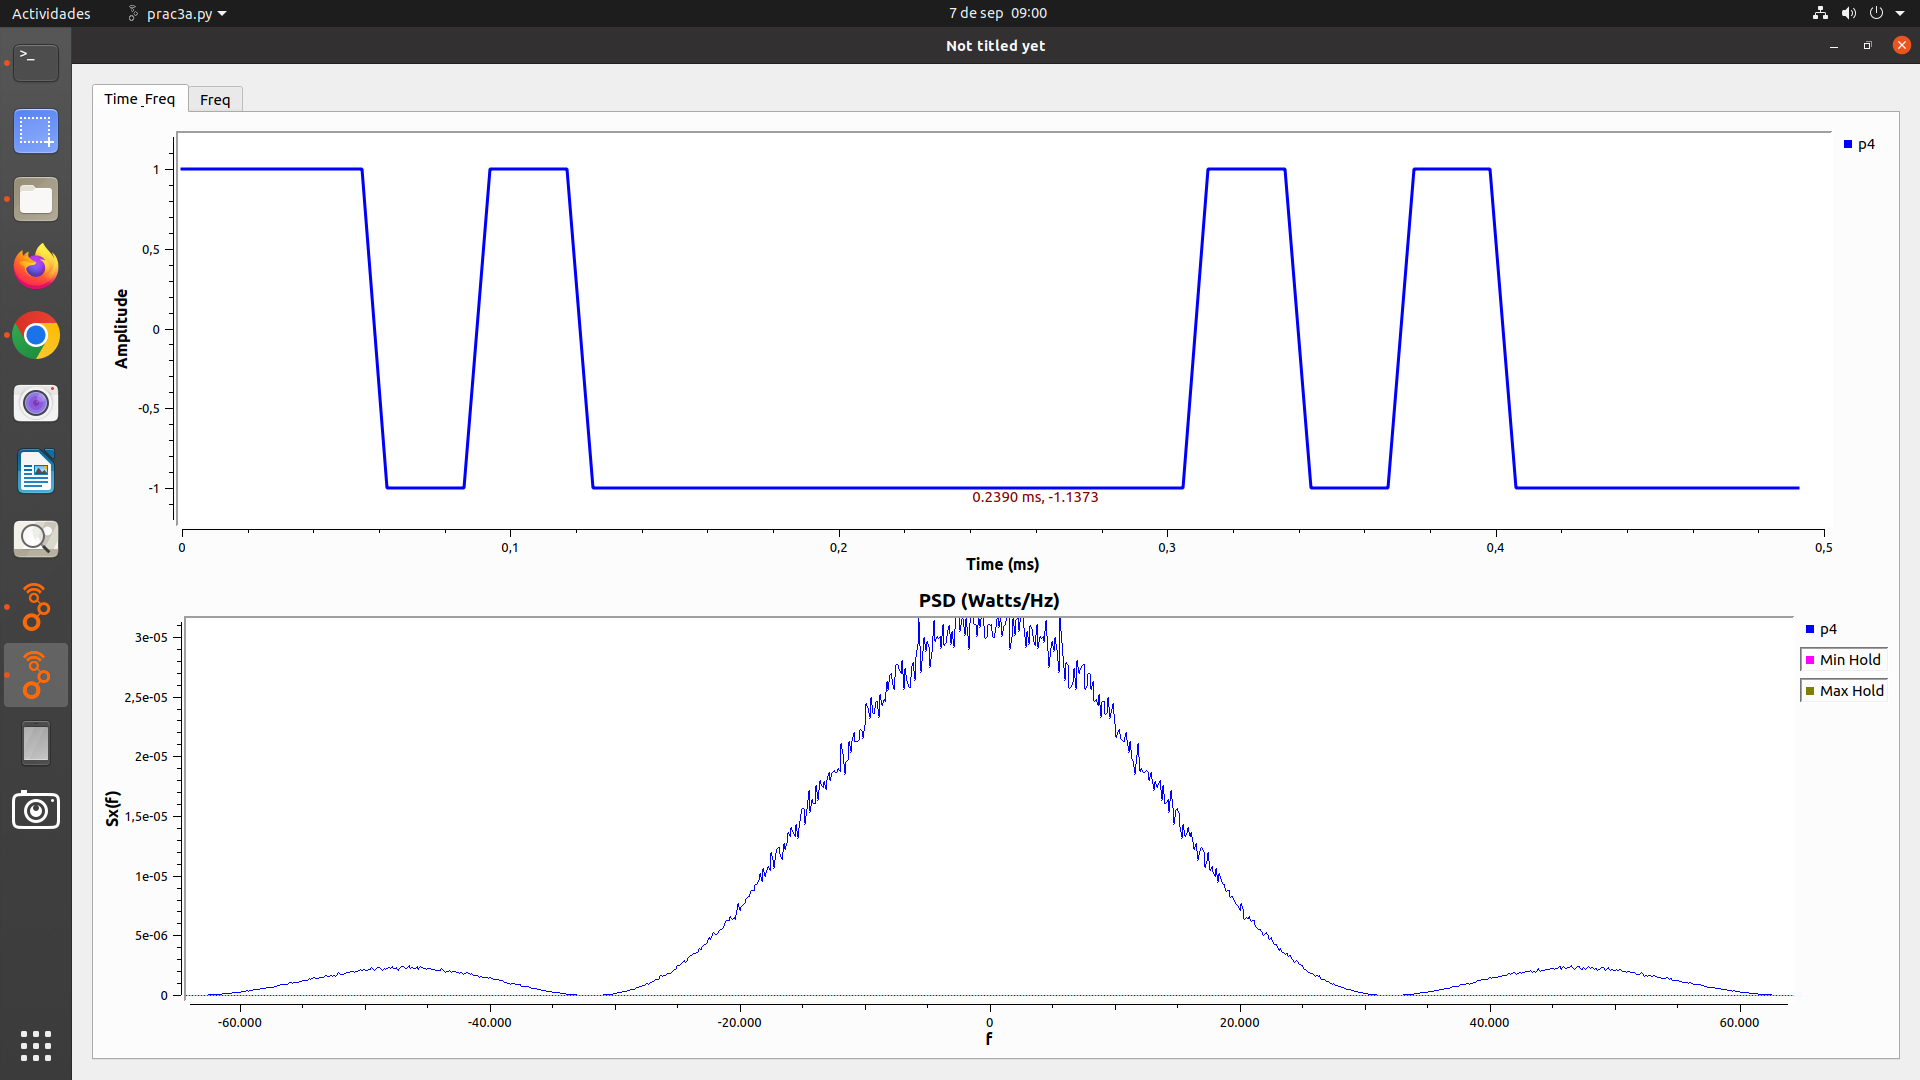 Actividades
prac3a.py
7 de sep 09:00
Not titled yet
Time_Freq
Freq
p4
1
0,5
0
-0,5
-1
Amplitude
0.2390 ms, -1.1373
0
0,1
0,2
0,3
0,4
0,5
Time (ms)
PSD (Watts/Hz)
p4
Min Hold
Max Hold
3e-05
2,5e-05
2e-05
1,5e-05
1e-05
5e-06
0
Sx(f)
-60.000
-40.000
-20.000
0
20.000
40.000
60.000
f